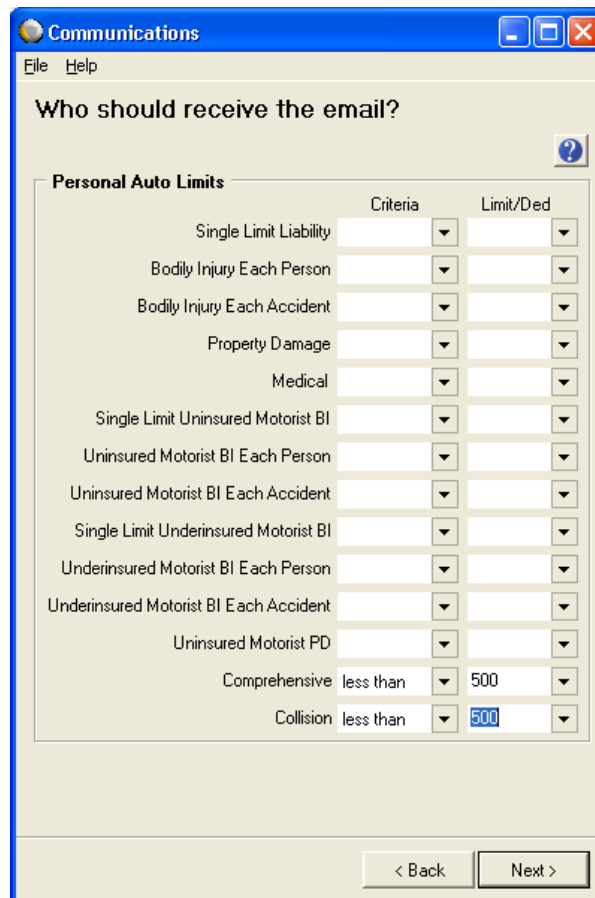 Communications
File Help
Who should receive the email?
?
Personal Auto Limits
Criteria Limit/Ded
Single Limit Liability
Bodily Injury Each Person
Bodily Injury Each Accident
Property Damage
Medical
Single Limit Uninsured Motorist BI
Uninsured Motorist BI Each Person
Uninsured Motorist BI Each Accident
Single Limit Underinsured Motorist BI
Underinsured Motorist BI Each Person
Underinsured Motorist BI Each Accident
Uninsured Motorist PD
Comprehensive less than 500
Collision less than 500
< Back Next >